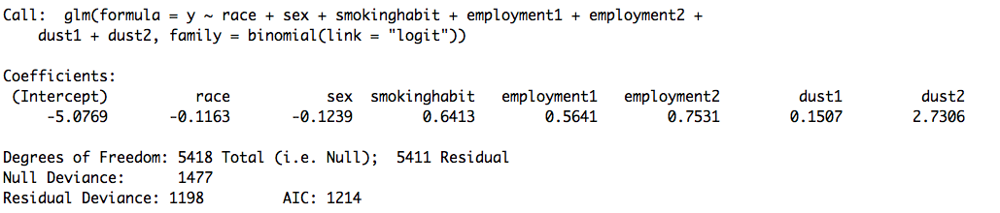 Call:  glm(formula = y ~ race + sex + smokinghabit + employment1 + employment2 +
    dust1 + dust2, family = binomial(link = "logit"))
Coefficients:
 (Intercept)          race           sex  smokinghabit   employment1   employment2         dust1         dust2
     -5.0769       -0.1163       -0.1239        0.6413        0.5641        0.7531        0.1507        2.7306
Degrees of Freedom: 5418 Total (i.e. Null);  5411 Residual
Null Deviance:      1477
Residual Deviance: 1198         AIC: 1214